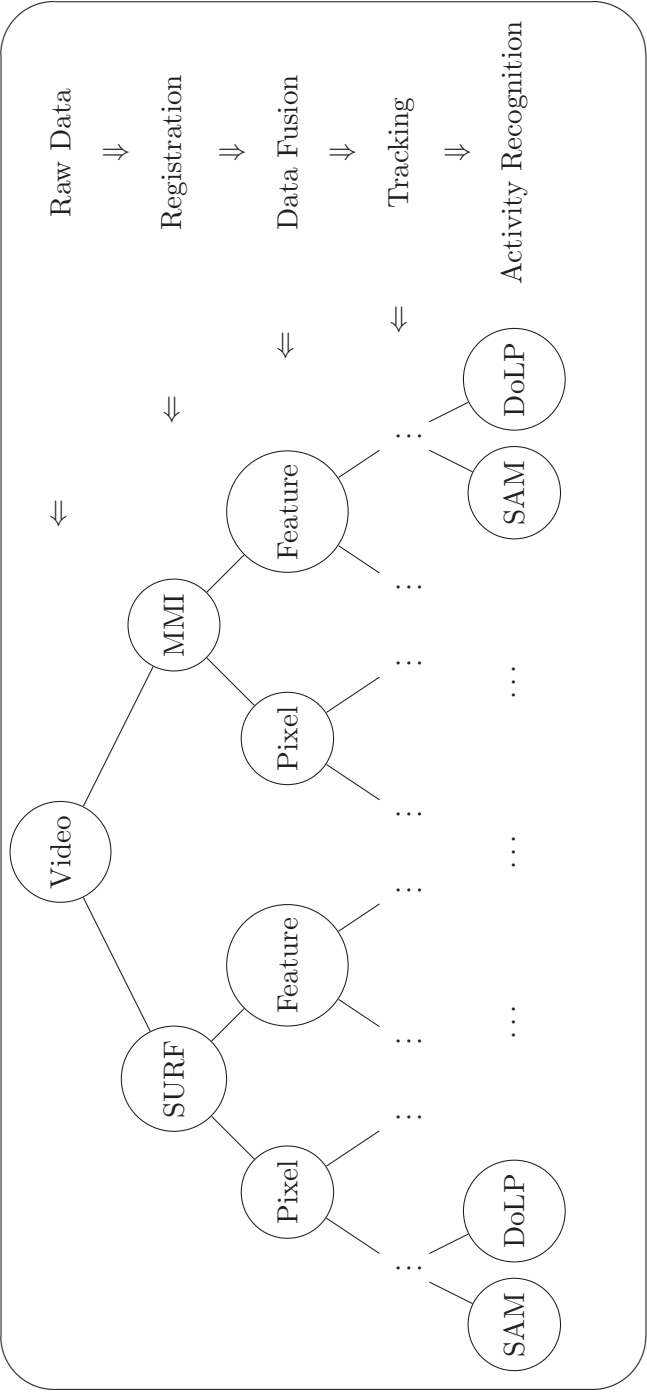 Video ⇐ Raw Data
⇓
SURF MMI ⇐ Registration
⇓
Pixel Feature Pixel Feature ⇐ Data Fusion
⇓
... ... ... ... ... ... ... ... ⇐ Tracking
⇓
SAM DoLP ... ... ... SAM DoLP Activity Recognition